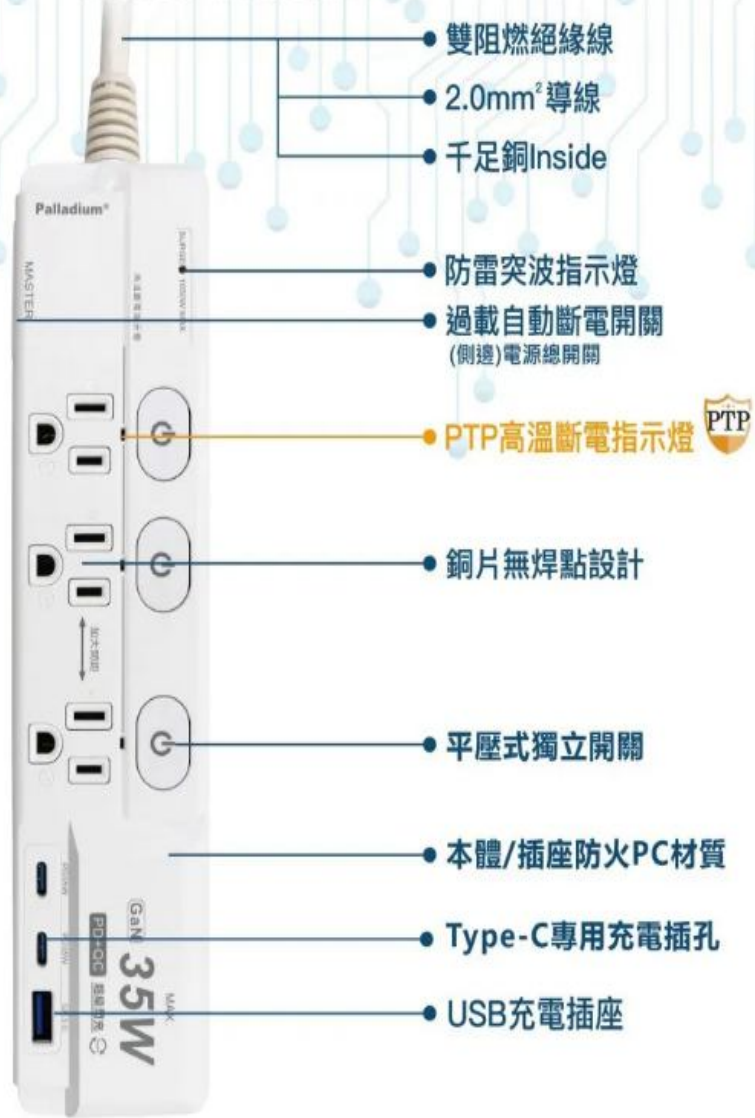 雙阻燃絕緣線
2.0mm²導線
千足銅Inside
Palladium®
MASTER
防雷突波指示燈
過載自動斷電開關
(側邊)電源總開關
PTP高溫斷電指示燈
PTP
銅片無焊點設計
加大間距
平壓式獨立開關
本體/插座防火PC材質
GaN
MAX
35W
PD+QC
Type-C專用充電插孔
USB充電插座